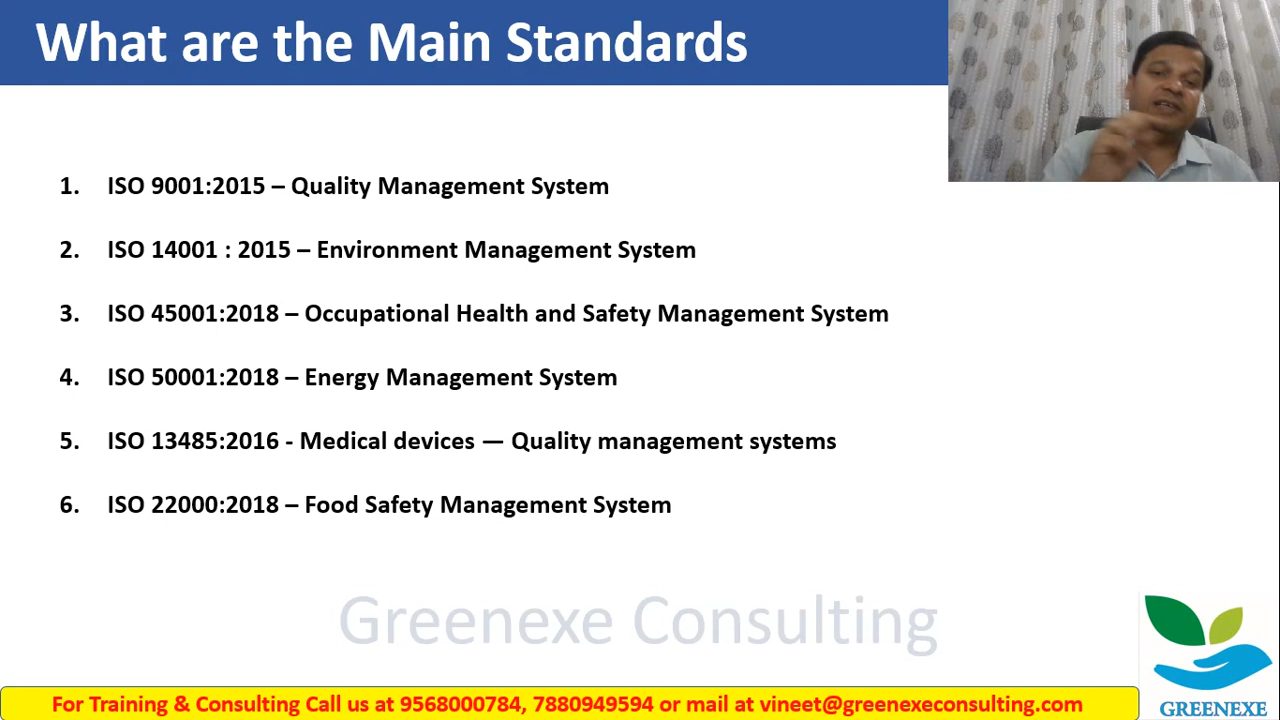 What are the Main Standards
1. ISO 9001:2015 – Quality Management System
2. ISO 14001 : 2015 – Environment Management System
3. ISO 45001:2018 – Occupational Health and Safety Management System
4. ISO 50001:2018 – Energy Management System
5. ISO 13485:2016 - Medical devices — Quality management systems
6. ISO 22000:2018 – Food Safety Management System
Greenexe Consulting
For Training & Consulting Call us at 9568000784, 7880949594 or mail at vineet@greenexeconsulting.com
GREENEXE